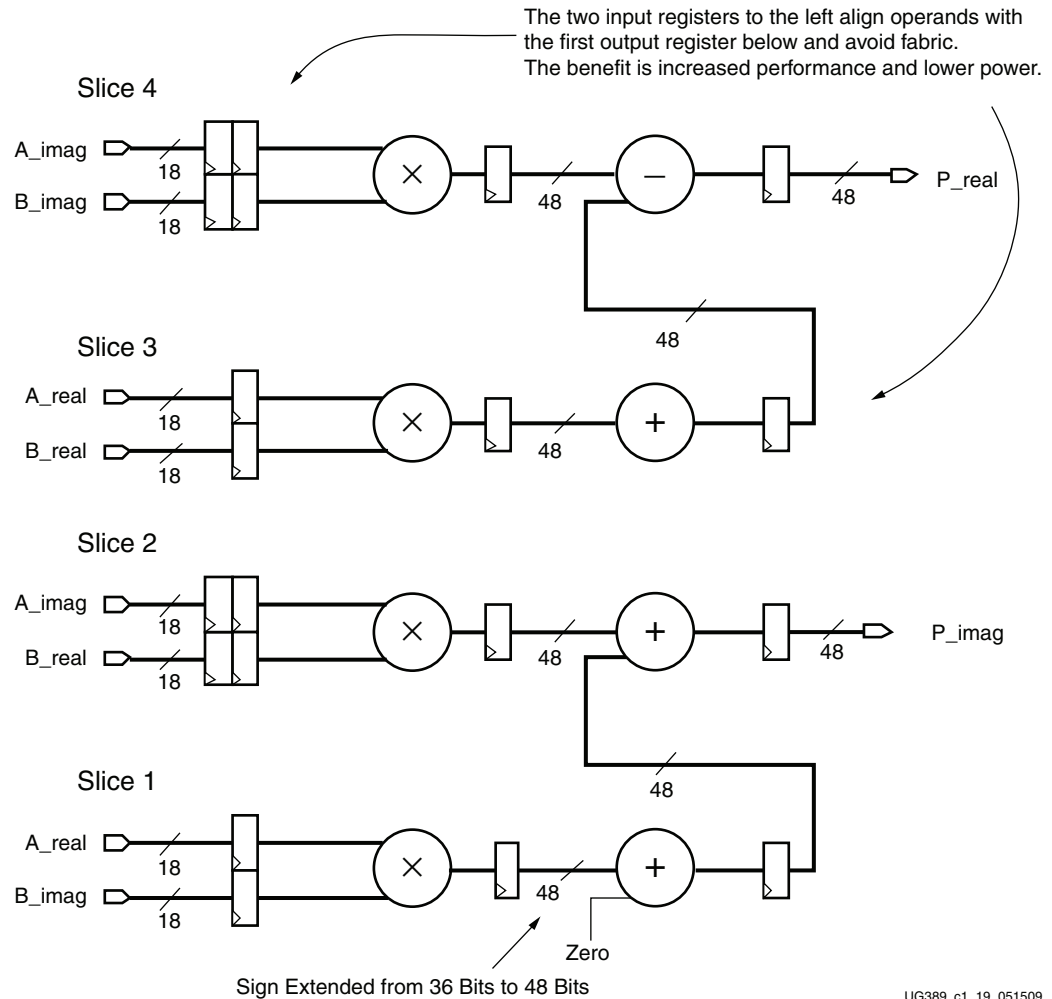 The two input registers to the left align operands with
the first output register below and avoid fabric.
The benefit is increased performance and lower power.
Slice 4
A_imag
18
B_imag
18
×
48
–
48
P_real
48
Slice 3
A_real
18
B_real
18
×
48
+
Slice 2
A_imag
18
B_real
18
×
48
+
48
P_imag
48
Slice 1
A_real
18
B_imag
18
×
48
+
Zero
Sign Extended from 36 Bits to 48 Bits
UG389_c1_19_051509